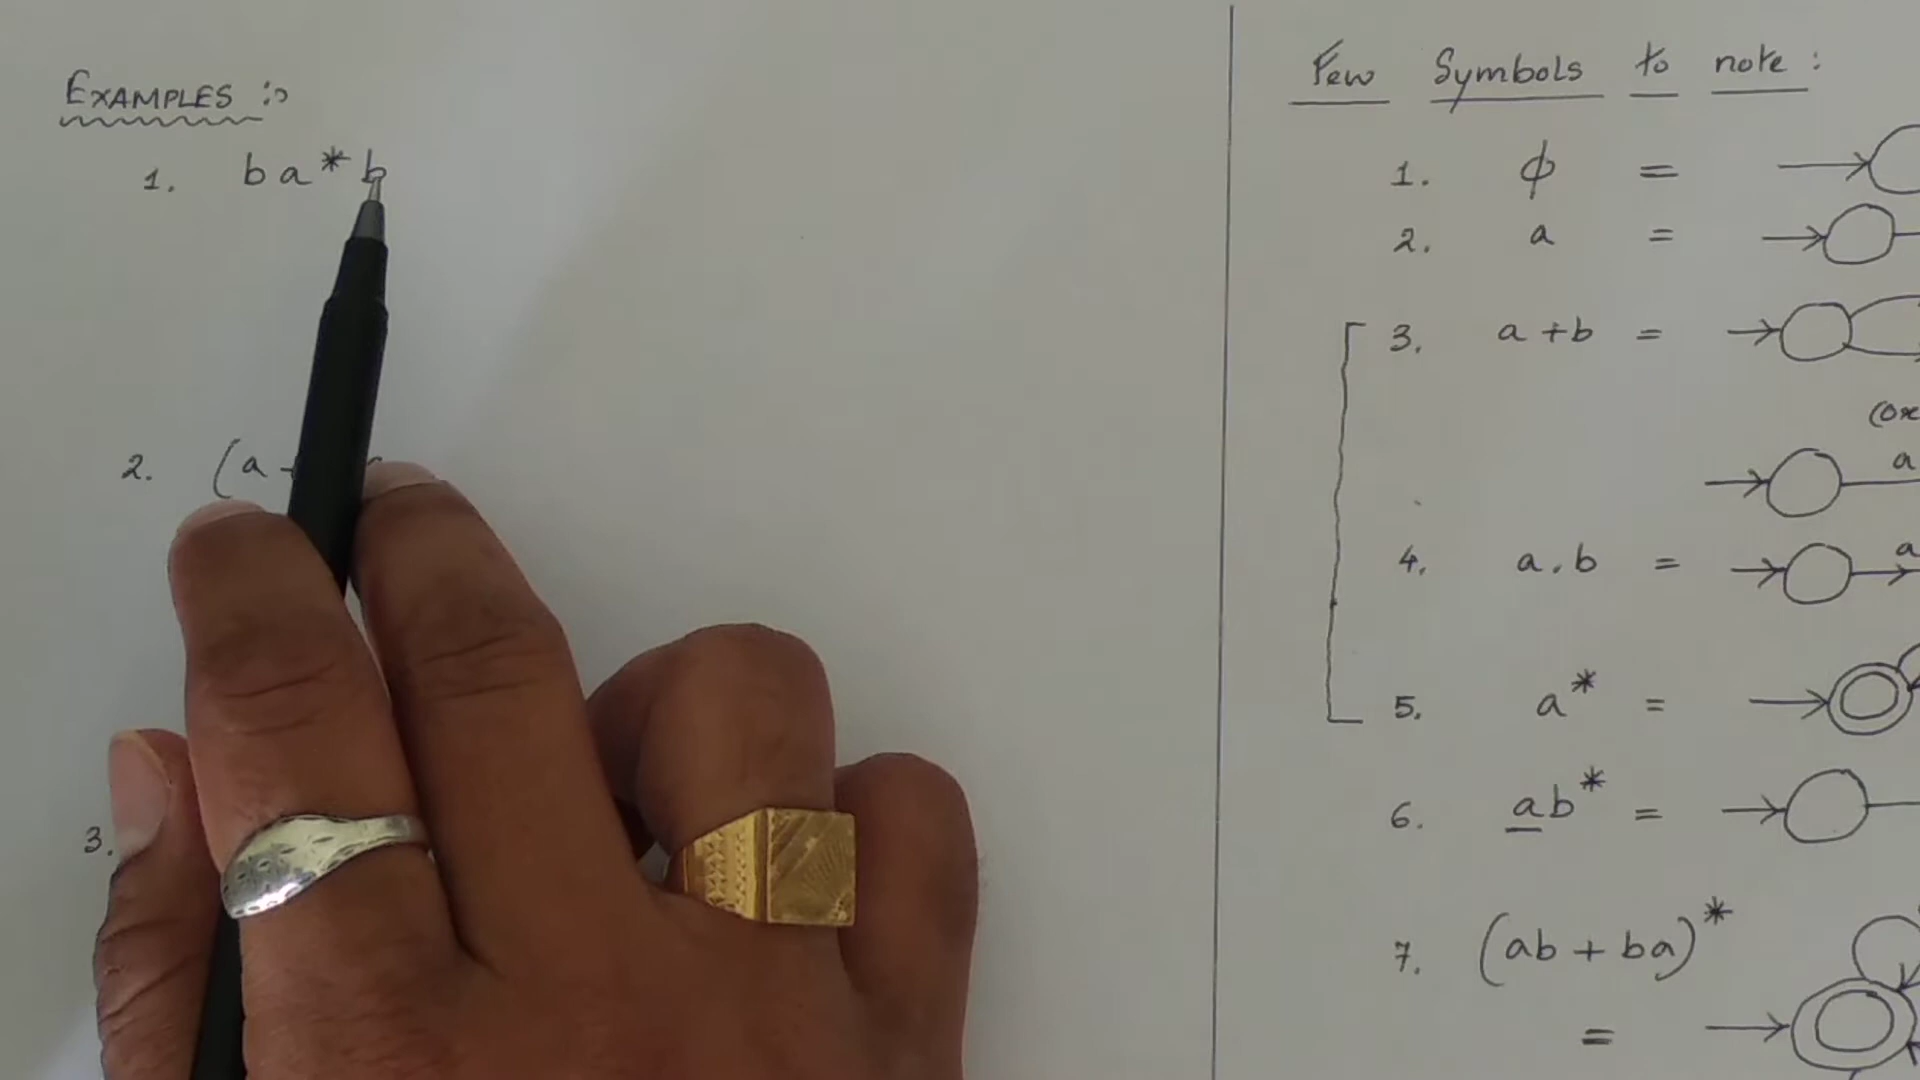 EXAMPLES :
1. ba*b
2. (a
3.
Few Symbols to note :
1. ϕ =
2. a =
3. a + b =
(or
a
4. a . b =
a
5. a* =
6. ab* =
7. (ab + ba)*
=